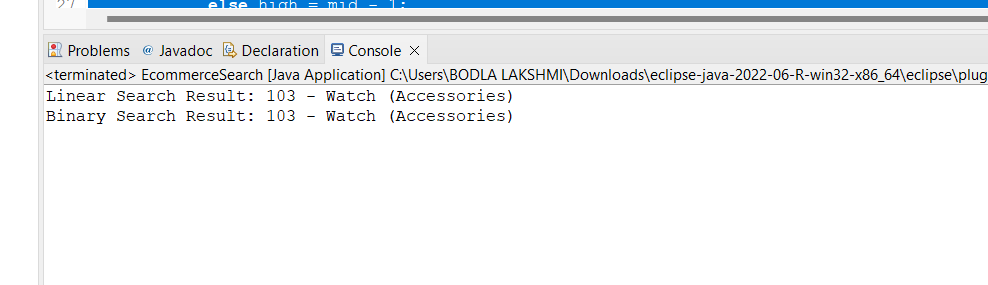 27 else high = mid - 1;
Problems @ Javadoc Declaration Console
<terminated> EcommerceSearch [Java Application] C:\Users\BODLA LAKSHMI\Downloads\eclipse-java-2022-06-R-win32-x86_64\eclipse\plug
Linear Search Result: 103 - Watch (Accessories)
Binary Search Result: 103 - Watch (Accessories)